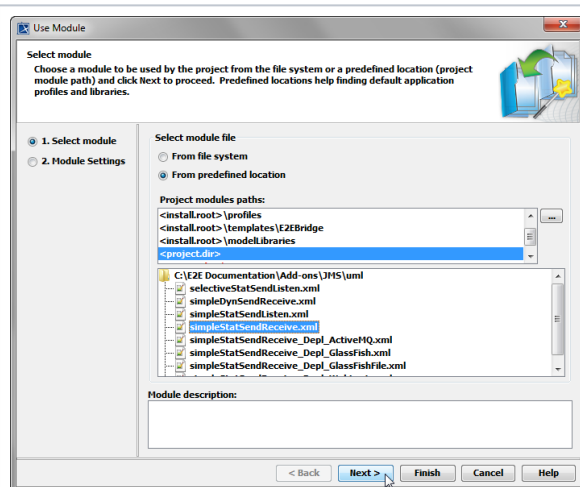 Use Module
Select module
Choose a module to be used by the project from the file system or a predefined location (project
module path) and click Next to proceed. Predefined locations help finding default application
profiles and libraries.
1. Select module
2. Module Settings
Select module file
From file system
From predefined location
Project modules paths:
<install.root>\profiles
<install.root>\templates\E2EBridge
<install.root>\modelLibraries
<project.dir>
...
C:\E2E Documentation\Add-ons\JMS\uml
selectiveStatSendListen.xml
simpleDynSendReceive.xml
simpleStatSendListen.xml
simpleStatSendReceive.xml
simpleStatSendReceive_Depl_ActiveMQ.xml
simpleStatSendReceive_Depl_GlassFish.xml
simpleStatSendReceive_Depl_GlassFishFile.xml
Module description:
< Back
Next >
Finish
Cancel
Help